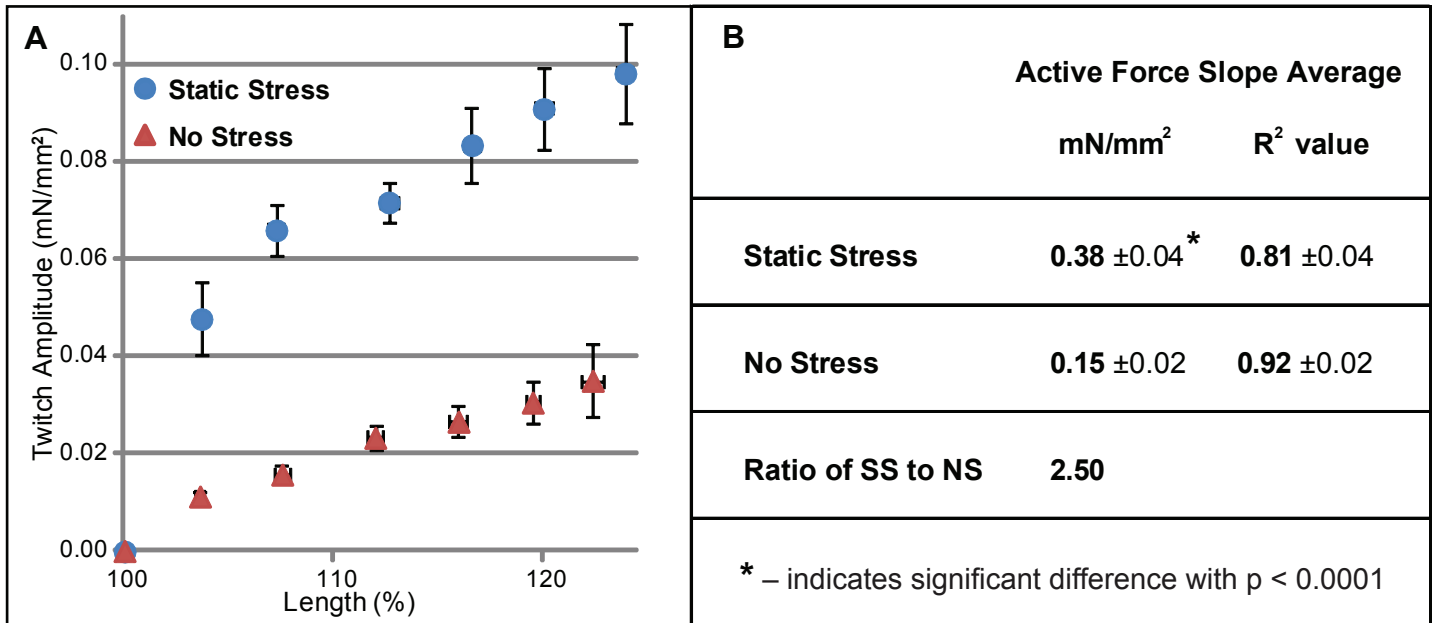 A
Static Stress
No Stress
Twitch Amplitude (mN/mm²)
0.10
0.08
0.06
0.04
0.02
0.00
100 110 120
Length (%)
B
Active Force Slope Average
mN/mm² R² value
Static Stress 0.38 ±0.04* 0.81 ±0.04
No Stress 0.15 ±0.02 0.92 ±0.02
Ratio of SS to NS 2.50
* – indicates significant difference with p < 0.0001